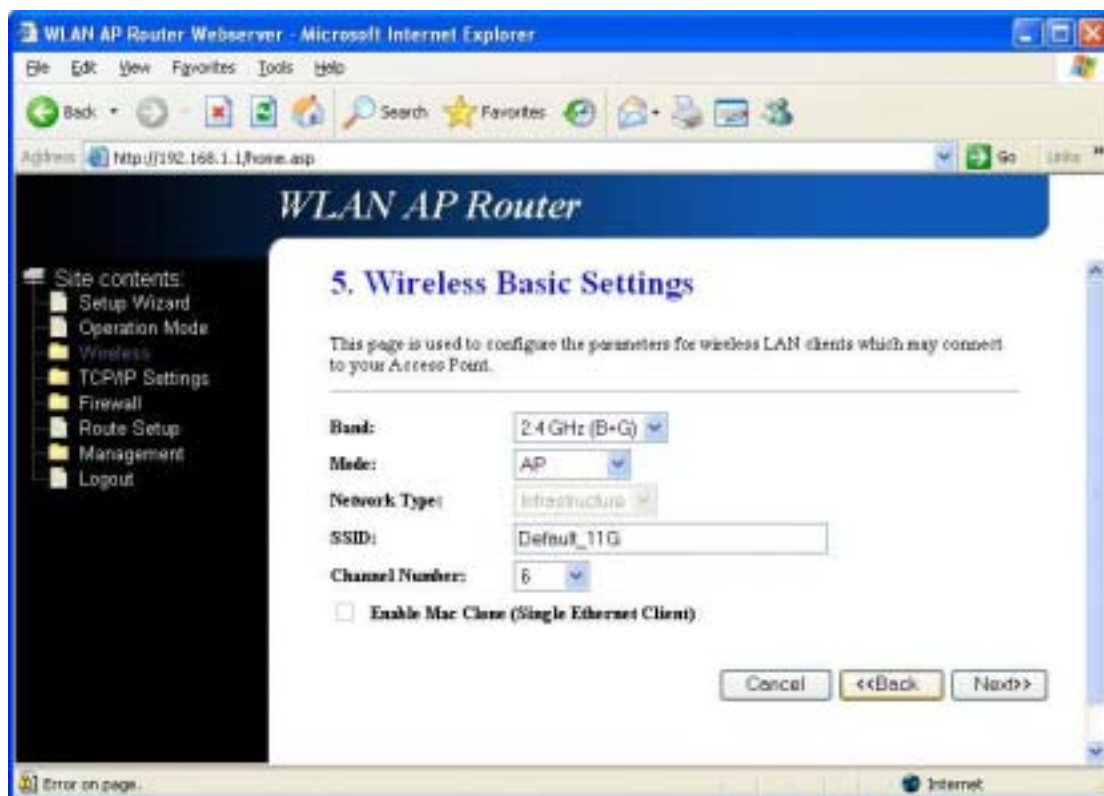 WLAN AP Router Webserver - Microsoft Internet Explorer
File Edit View Favorites Tools Help
Back Search Favorites
Address http://192.168.1.1/home.asp Go Links »
WLAN AP Router
Site contents:
Setup Wizard
Operation Mode
Wireless
TCP/IP Settings
Firewall
Route Setup
Management
Logout
5. Wireless Basic Settings
This page is used to configure the parameters for wireless LAN clients which may connect
to your Access Point.
Band: 2.4 GHz (B+G)
Mode: AP
Network Type: Infrastructure
SSID: Default_11G
Channel Number: 6
Enable Mac Clone (Single Ethernet Client)
Cancel <<Back Next>>
Error on page. Internet